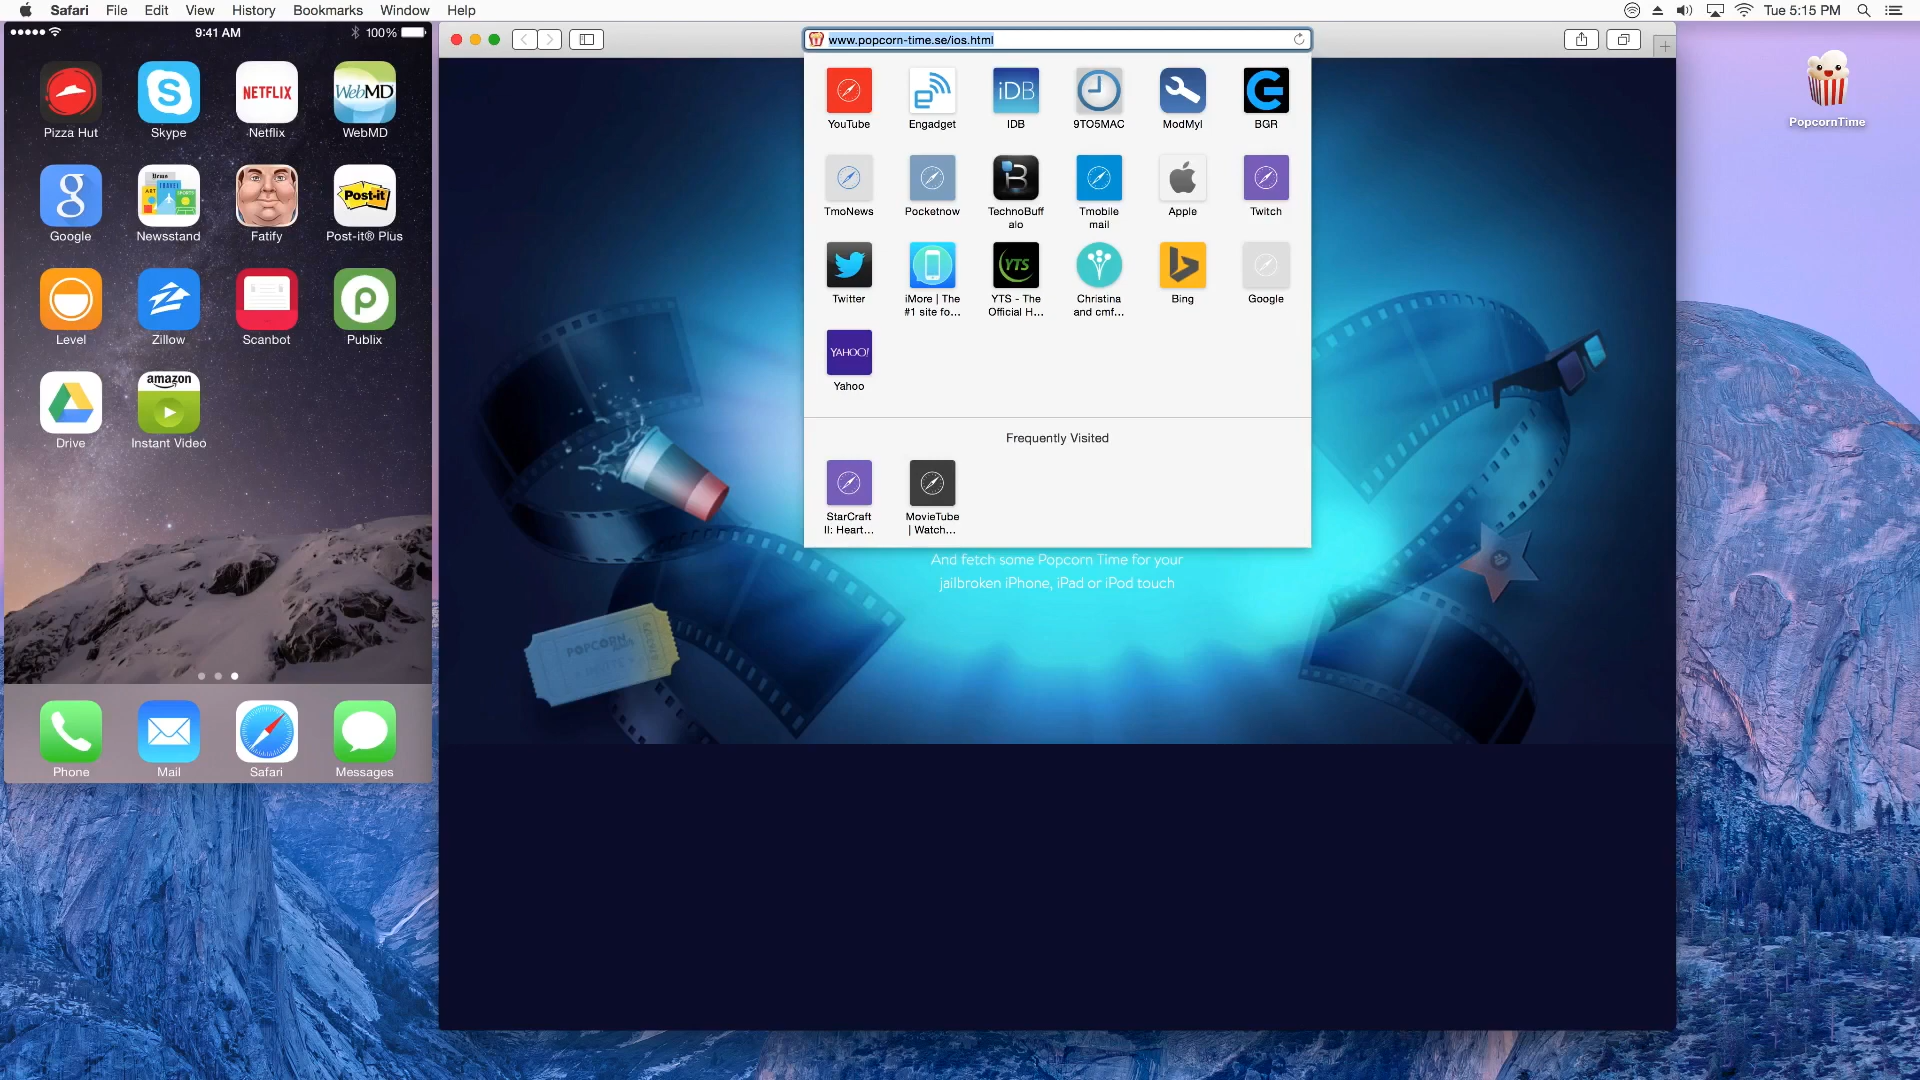 Safari File Edit View History Bookmarks Window Help
Tue 5:15 PM
9:41 AM
100%
Pizza Hut
Skype
NETFLIX
Netflix
WebMD
WebMD
g
Google
News
ART
TRAVEL
SPORTS
Newsstand
Fatify
Post-it
Post-it® Plus
Level
Zillow
Scanbot
p
Publix
Drive
amazon
Instant Video
Phone
Mail
Safari
Messages
www.popcorn-time.se/ios.html
YouTube
Engadget
iDB
IDB
9TO5MAC
ModMyI
BGR
TmoNews
Pocketnow
TechnoBuff
alo
Tmobile
mail
Apple
Twitch
Twitter
iMore | The
#1 site fo...
YTS
YTS - The
Official H...
Christina
and cmf...
Bing
Google
YAHOO!
Yahoo
Frequently Visited
StarCraft
II: Heart...
MovieTube
| Watch...
And fetch some Popcorn Time for your
jailbroken iPhone, iPad or iPod touch
POPCORN
PopcornTime